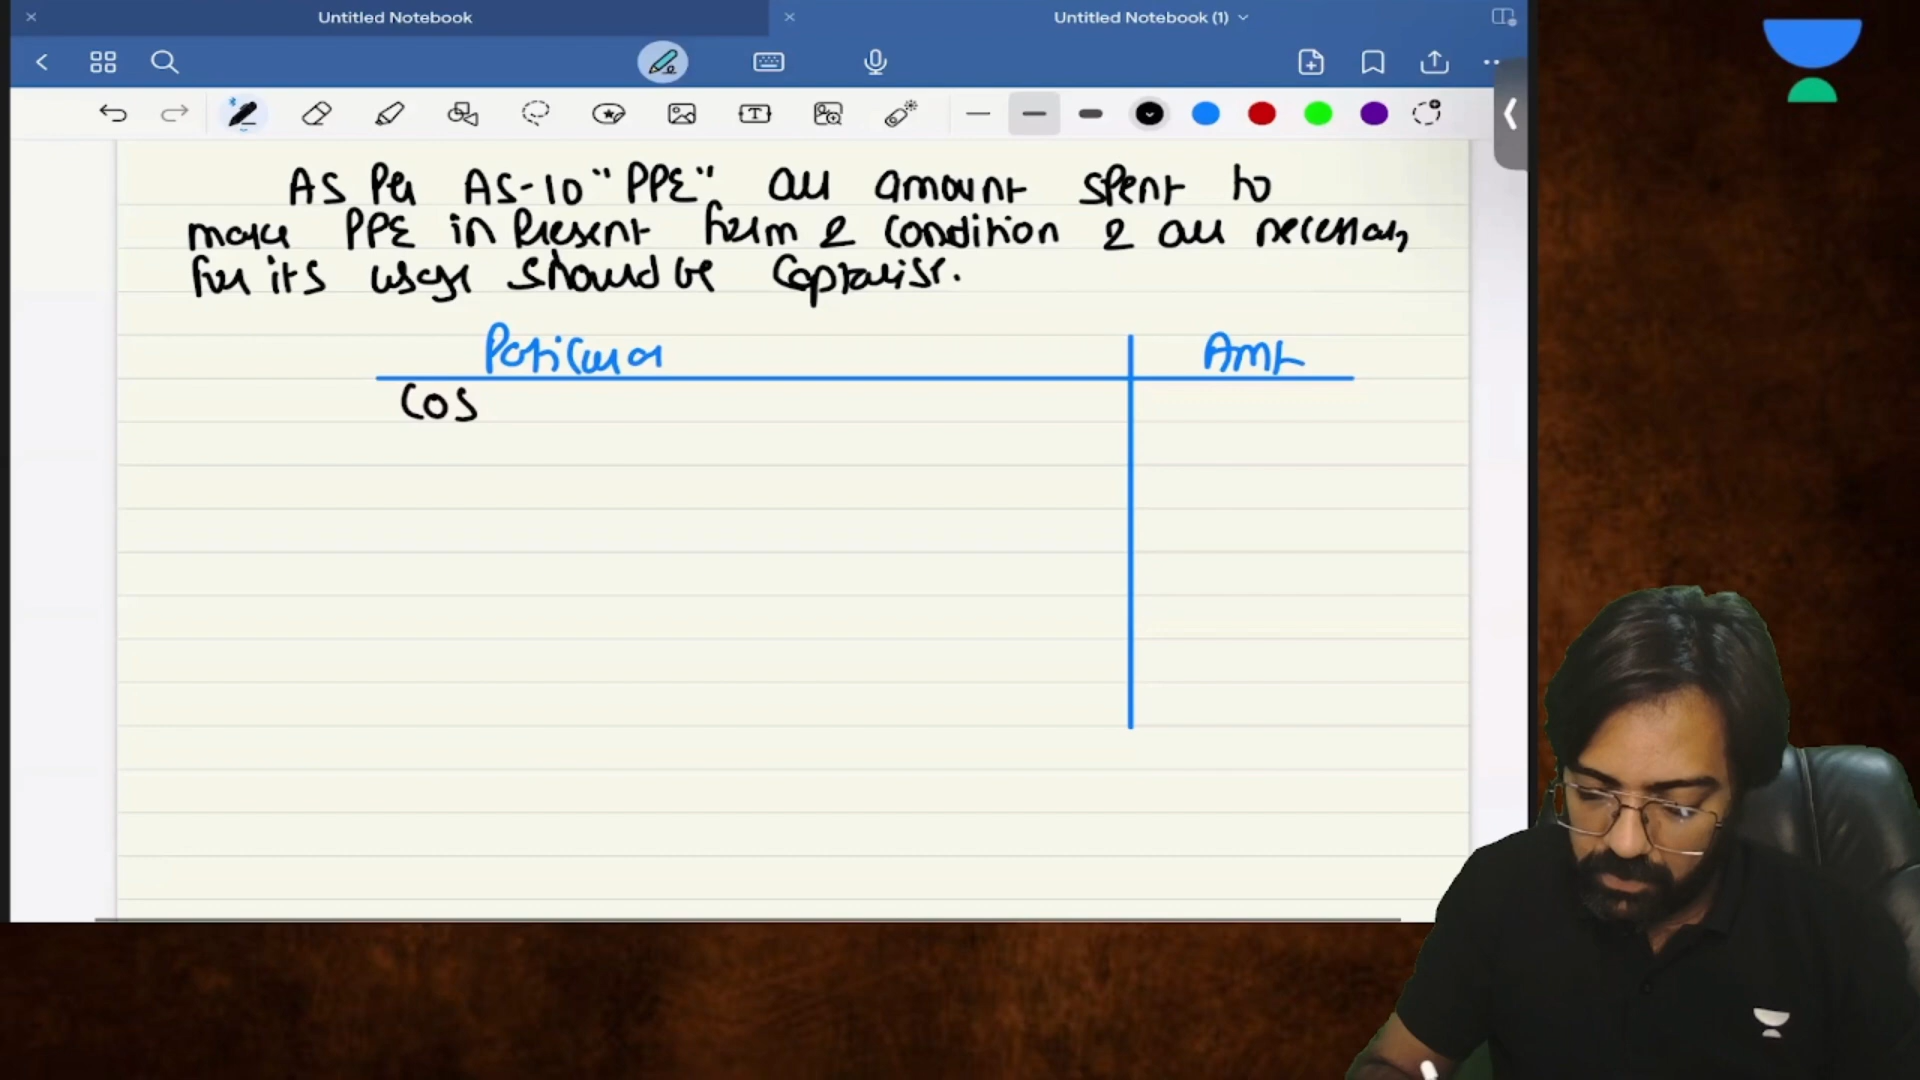 Untitled Notebook
Untitled Notebook (1)
As Per AS-10 "PPE" all amount spent to
make PPE in Present form & Condition & all necessary
for its usage should be Capitalise.
Particular Amt
Cos